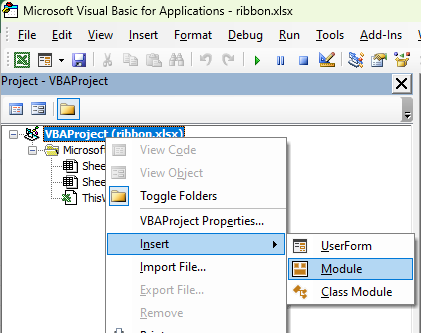 Microsoft Visual Basic for Applications - ribbon.xlsx
File Edit View Insert Format Debug Run Tools Add-Ins
Project - VBAProject
VBAProject (ribbon.xlsx)
Microsof
Shee
Shee
ThisW
View Code
View Object
Toggle Folders
VBAProject Properties...
Insert
Import File...
Export File...
Remove
UserForm
Module
Class Module